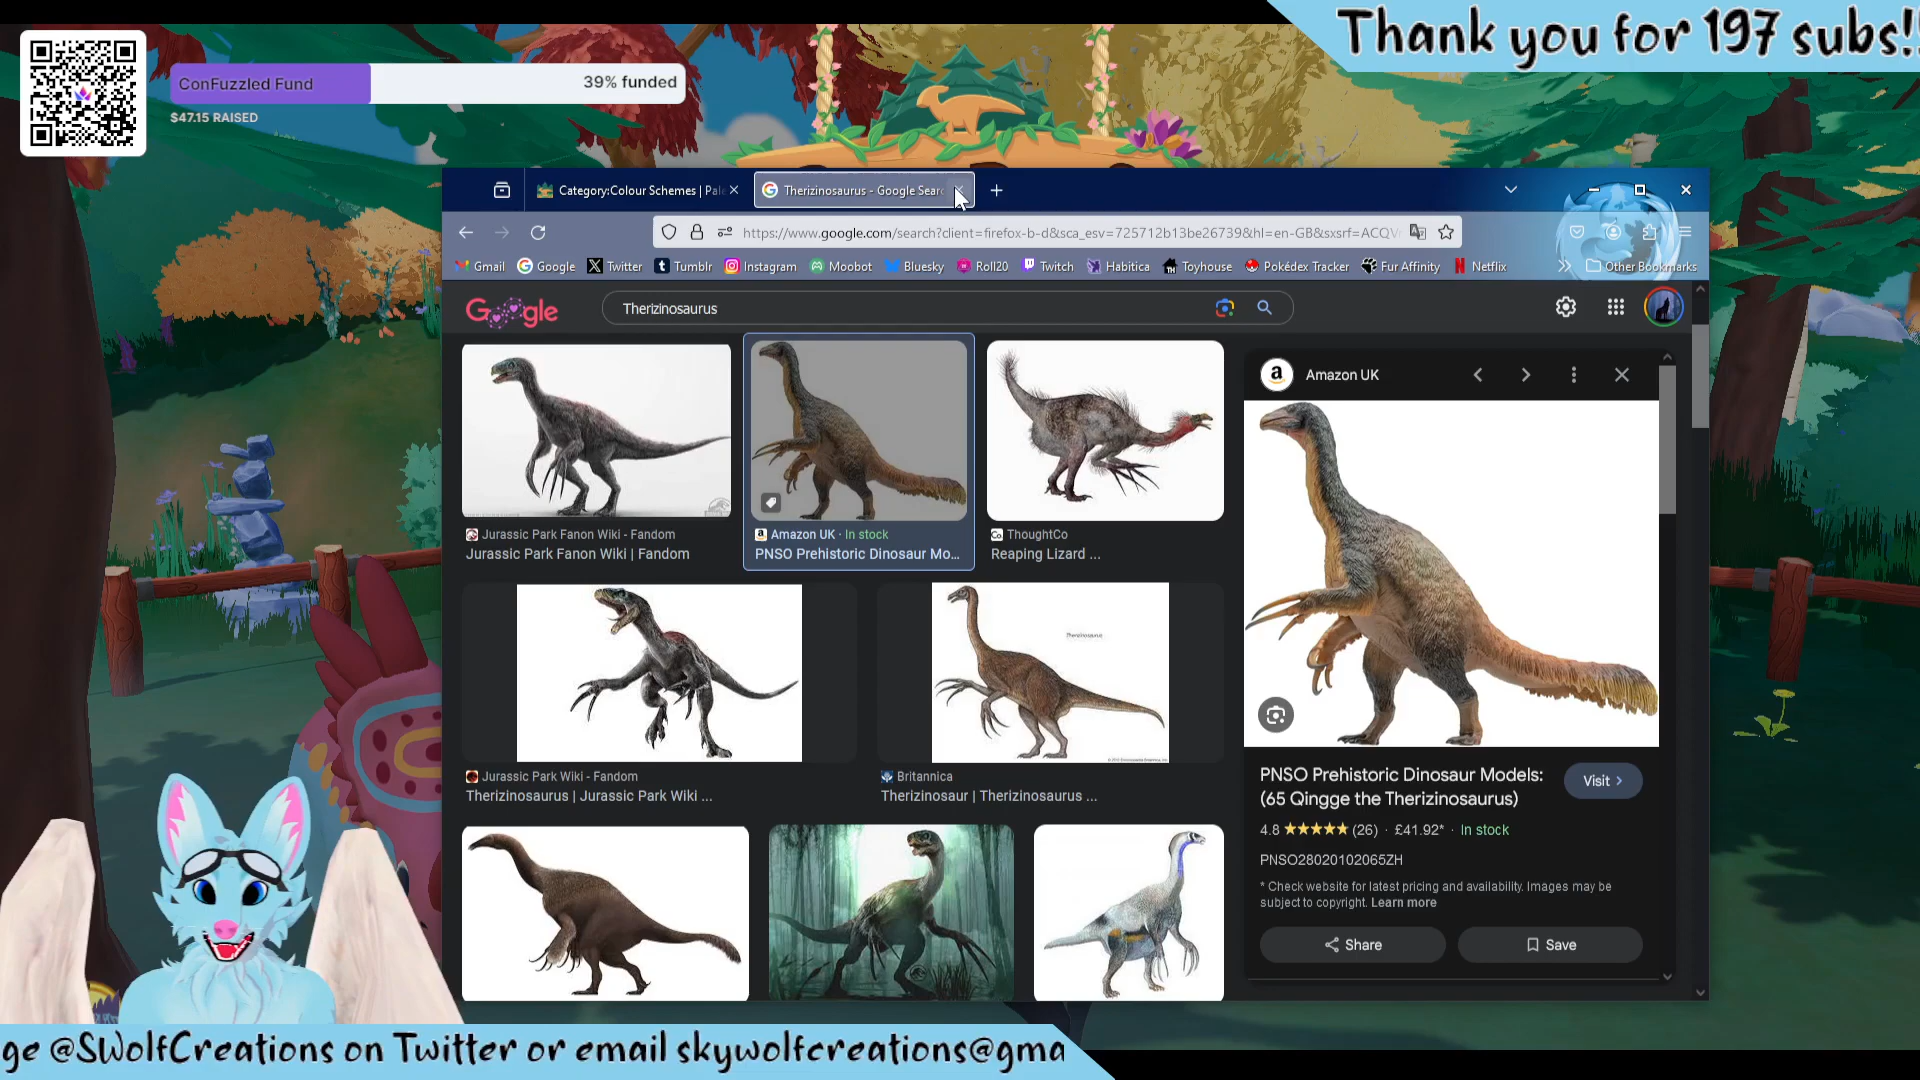 Thank you for 197 subs!!
ConFuzzled Fund
39% funded
$47.15 RAISED
Category:Colour Schemes | Pal
Therizinosaurus - Google Sear
https://www.google.com/search?client=firefox-b-d&sca_esv=725712b13be26739&hl=en-GB&sxsrf=ACQV
Gmail
Google
Twitter
Tumblr
Instagram
Moobot
Bluesky
Roll20
Twitch
Habitica
Toyhouse
Pokédex Tracker
Fur Affinity
Netflix
Other Bookmarks
Google
Therizinosaurus
Amazon UK
Jurassic Park Fanon Wiki - Fandom
Jurassic Park Fanon Wiki | Fandom
Amazon UK · In stock
PNSO Prehistoric Dinosaur Mo...
ThoughtCo
Reaping Lizard ...
Therizinosaurus
Jurassic Park Wiki - Fandom
Therizinosaurus | Jurassic Park Wiki ...
Britannica
Therizinosaur | Therizinosaurus ...
PNSO Prehistoric Dinosaur Models:
(65 Qingge the Therizinosaurus)
Visit
4.8 ★★★★★ (26) · £41.92* · In stock
PNSO28020102065ZH
* Check website for latest pricing and availability. Images may be
subject to copyright. Learn more
Share
Save
ge @SWolfCreations on Twitter or email skywolfcreations@gma